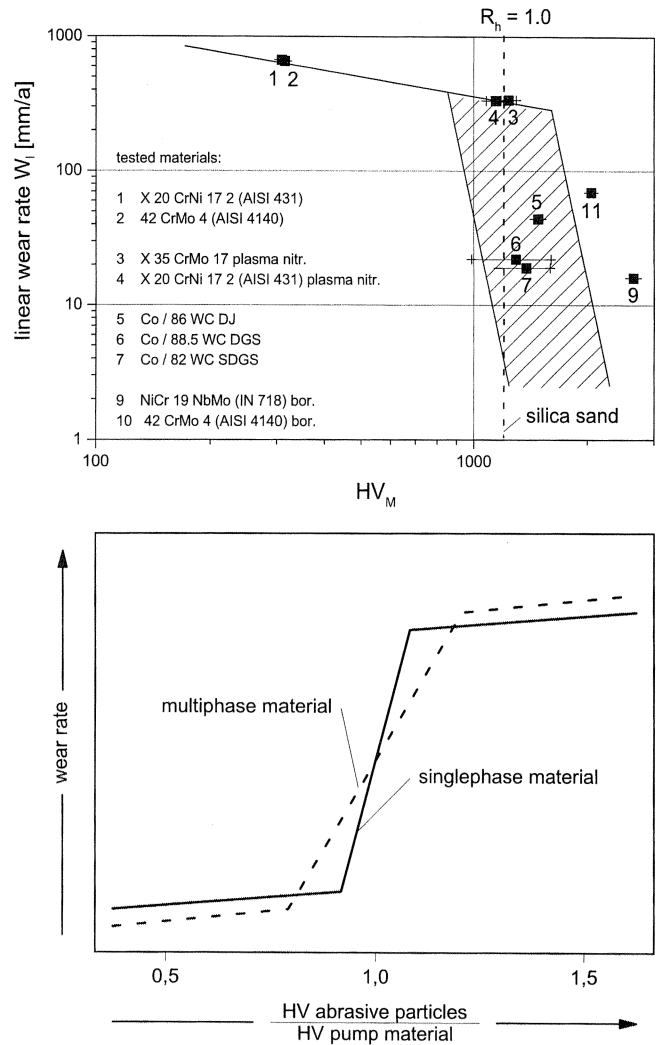 R_h = 1.0
1000
100
10
1
linear wear rate W_l [mm/a]
1 2
4 3
5
11
6
7
9
tested materials:
1 X 20 CrNi 17 2 (AISI 431)
2 42 CrMo 4 (AISI 4140)
3 X 35 CrMo 17 plasma nitr.
4 X 20 CrNi 17 2 (AISI 431) plasma nitr.
5 Co / 86 WC DJ
6 Co / 88.5 WC DGS
7 Co / 82 WC SDGS
9 NiCr 19 NbMo (IN 718) bor.
10 42 CrMo 4 (AISI 4140) bor.
silica sand
100 1000
HV_M
wear rate
multiphase material
singlephase material
0,5 1,0 1,5
HV abrasive particles
HV pump material